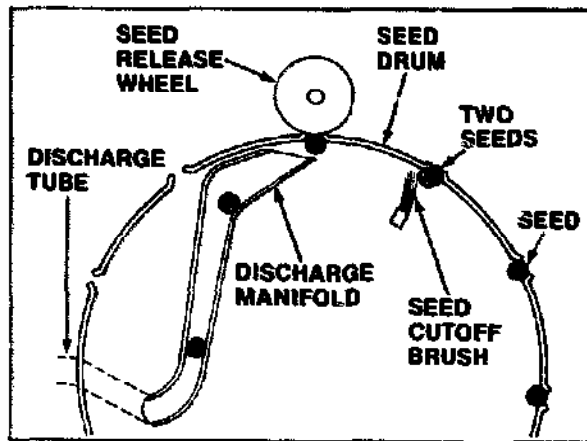 SEED
RELEASE
WHEEL
SEED
DRUM
TWO
SEEDS
DISCHARGE
TUBE
SEED
DISCHARGE
MANIFOLD
SEED
CUTOFF
BRUSH